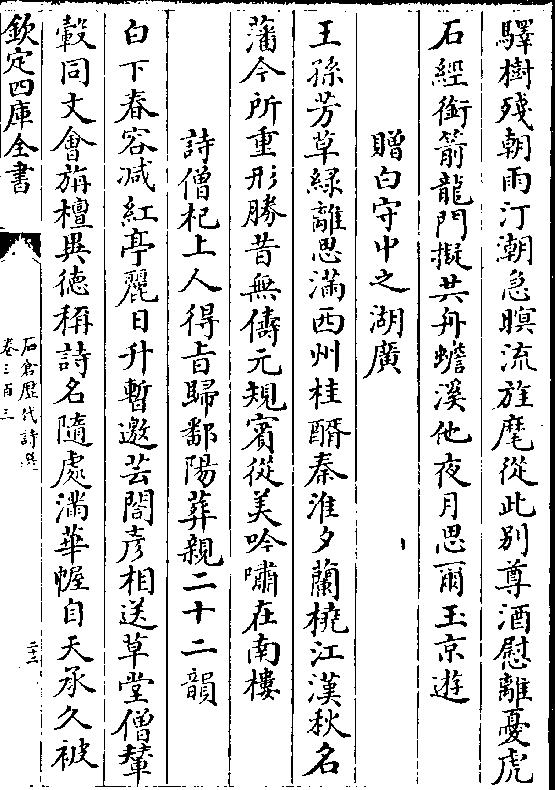 驛樹殘朝雨汀潮急暝流旌麾從此别尊酒慰離憂虎
石經銜箭龍門擬共舟蟾溪他夜月思爾玉京遊
贈白守中之湖廣
王孫芳草緑離思滿西州桂醑秦淮夕蘭橈江漢秋名
藩今所重形勝昔無儔元規賓從美吟嘯在南樓
詩僧杞上人得旨歸鄱陽葬親二十二韻
白下春容減紅亭麗日升暫邀芸閤彦相送草堂僧輦
轂同文會旃檀異德稱詩名隨處滿華幄自天承久被
欽定四庫全書
石倉歷代詩選
卷三百三
二十二